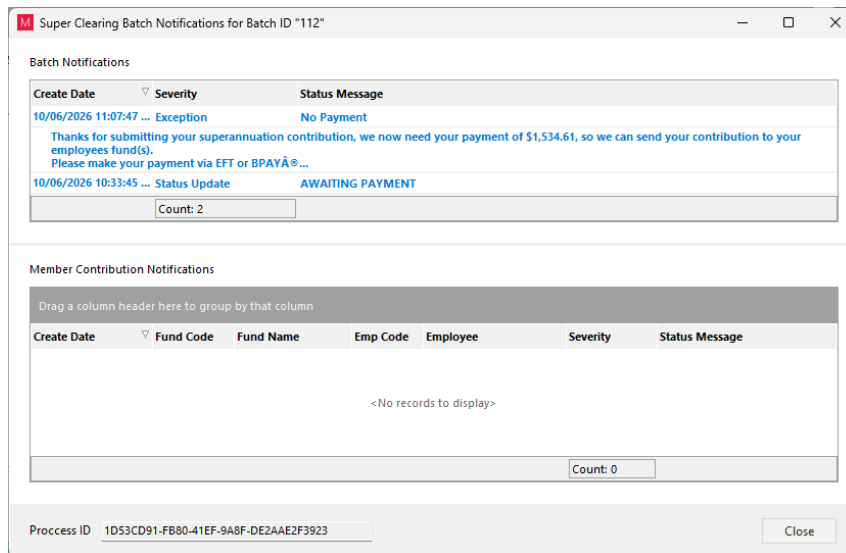 M Super Clearing Batch Notifications for Batch ID "112"
Batch Notifications
Create Date Severity Status Message
10/06/2026 11:07:47 ... Exception No Payment
Thanks for submitting your superannuation contribution, we now need your payment of $1,534.61, so we can send your contribution to your
employees fund(s).
Please make your payment via EFT or BPAYÂ®...
10/06/2026 10:33:45 ... Status Update AWAITING PAYMENT
Count: 2
Member Contribution Notifications
Drag a column header here to group by that column
Create Date Fund Code Fund Name Emp Code Employee Severity Status Message
<No records to display>
Count: 0
Proccess ID 1D53CD91-FB80-41EF-9A8F-DE2AAE2F3923
Close